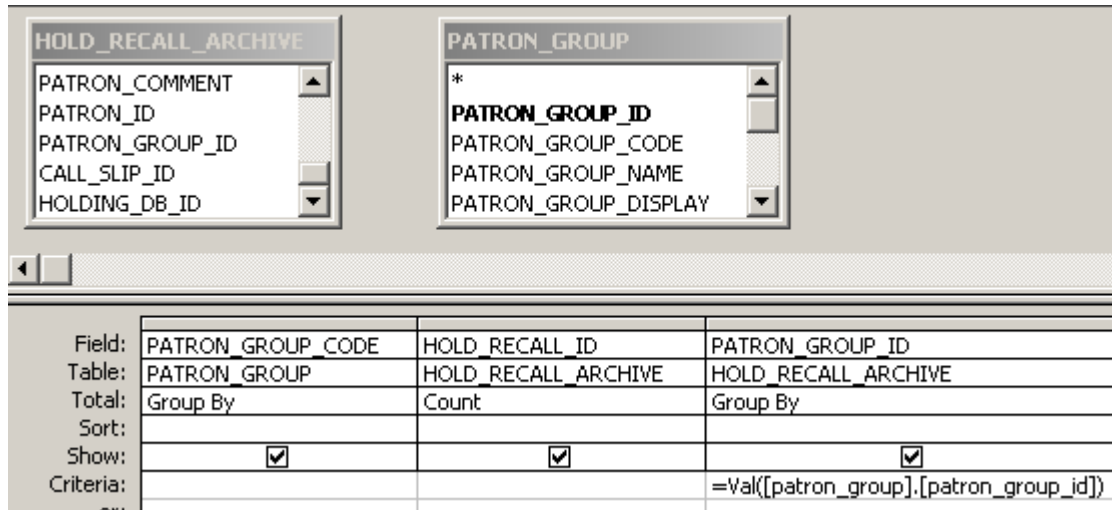 HOLD_RECALL_ARCHIVE
PATRON_COMMENT
PATRON_ID
PATRON_GROUP_ID
CALL_SLIP_ID
HOLDING_DB_ID
PATRON_GROUP
*
PATRON_GROUP_ID
PATRON_GROUP_CODE
PATRON_GROUP_NAME
PATRON_GROUP_DISPLAY
Field: PATRON_GROUP_CODE HOLD_RECALL_ID PATRON_GROUP_ID
Table: PATRON_GROUP HOLD_RECALL_ARCHIVE HOLD_RECALL_ARCHIVE
Total: Group By Count Group By
Sort:
Show:
Criteria: =Val([patron_group].[patron_group_id])